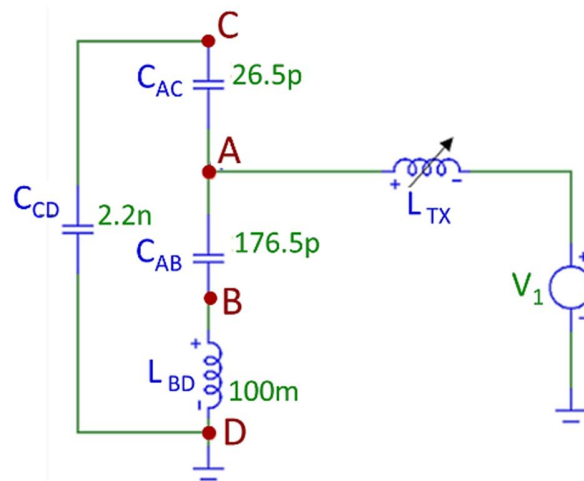 C
C_AC 26.5p
A
C_CD 2.2n
+ L_TX -
C_AB 176.5p
V_1 + -
B
+ L_BD - 100m
D